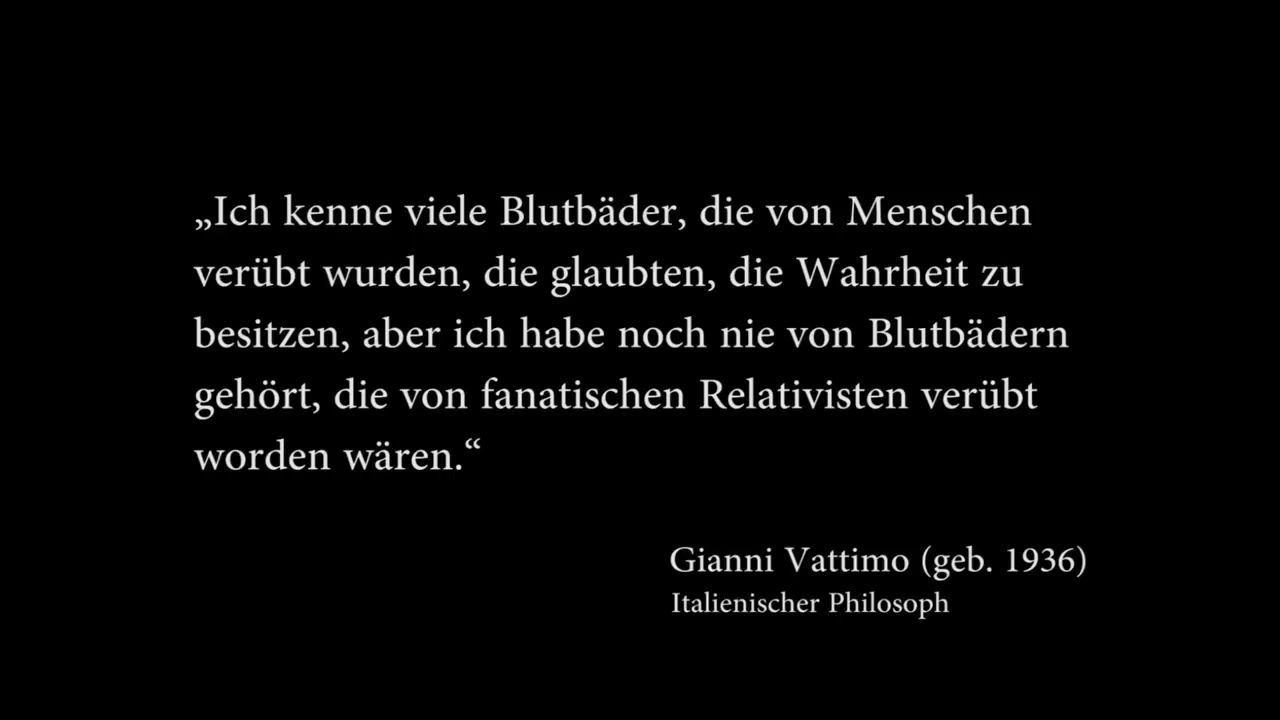 „Ich kenne viele Blutbäder, die von Menschen
verübt wurden, die glaubten, die Wahrheit zu
besitzen, aber ich habe noch nie von Blutbädern
gehört, die von fanatischen Relativisten verübt
worden wären.“
Gianni Vattimo (geb. 1936)
Italienischer Philosoph